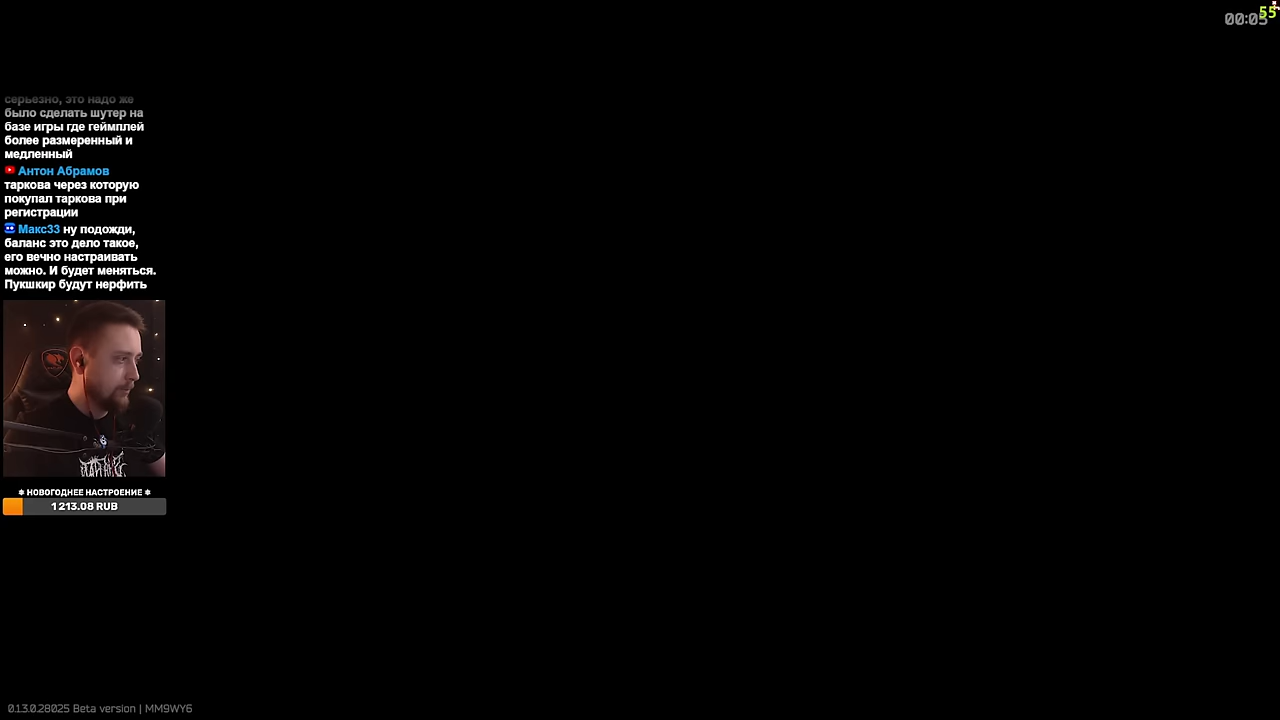 00:05
55
серьезно, это надо же
было сделать шутер на
базе игры где геймплей
более размеренный и
медленный
Антон Абрамов
таркова через которую
покупал таркова при
регистрации
Макс33 ну подожди,
баланс это дело такое,
его вечно настраивать
можно. И будет меняться.
Пукшкир будут нерфить
❄ НОВОГОДНЕЕ НАСТРОЕНИЕ ❄
1 213.08 RUB
0.13.0.28025 Beta version | MM9WY6